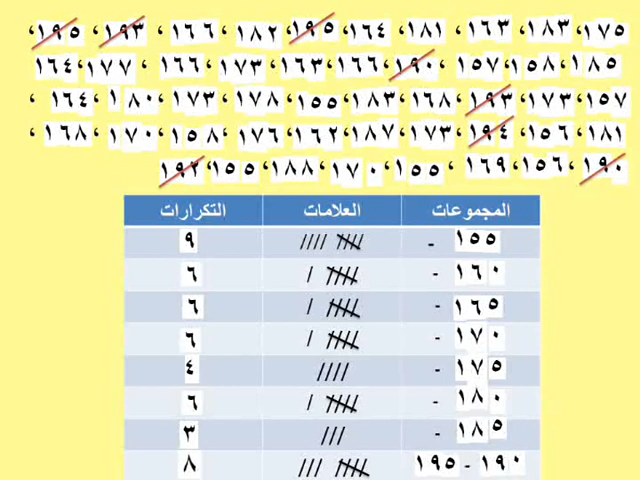 ١٧٥، ١٨٣، ١٦٣، ١٨١، ١٦٤، ١٩٥، ١٨٢، ١٦٦، ١٩٣، ١٩٥،
١٨٥، ١٥٨، ١٥٧، ١٩٠، ١٦٦، ١٦٣، ١٧٣، ١٦٦، ١٧٧، ١٦٤
١٥٧، ١٧٣، ١٩٣، ١٦٨، ١٨٣، ١٥٥، ١٧٨، ١٧٣، ١٨٠، ١٦٤،
١٨١، ١٥٦، ١٩٤، ١٧٣، ١٨٧، ١٦٢، ١٧٦، ١٥٨، ١٧٠، ١٦٨،
١٩٠، ١٥٦، ١٦٩، ١٥٥، ١٧٠، ١٨٨، ١٥٥، ١٩٢
المجموعات العلامات التكرارات
١٥٥ - //// //// ٩
١٦٠ - //// / ٦
١٦٥ - //// / ٦
١٧٠ - //// / ٦
١٧٥ - //// ٤
١٨٠ - //// / ٦
١٨٥ - /// ٣
١٩٠ - ١٩٥ //// /// ٨